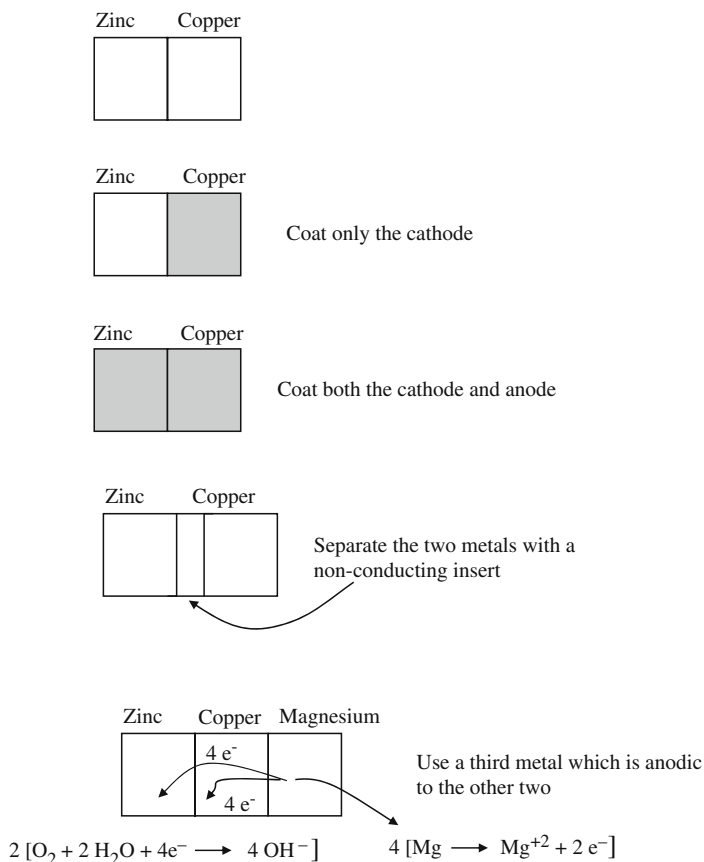 Zinc Copper
Zinc Copper
Coat only the cathode
Zinc Copper
Coat both the cathode and anode
Zinc Copper
Separate the two metals with a
non-conducting insert
Zinc Copper Magnesium
4 e⁻
4 e⁻
Use a third metal which is anodic
to the other two
2 [O₂ + 2 H₂O + 4e⁻ ⟶ 4 OH⁻] 4 [Mg ⟶ Mg⁺² + 2 e⁻]